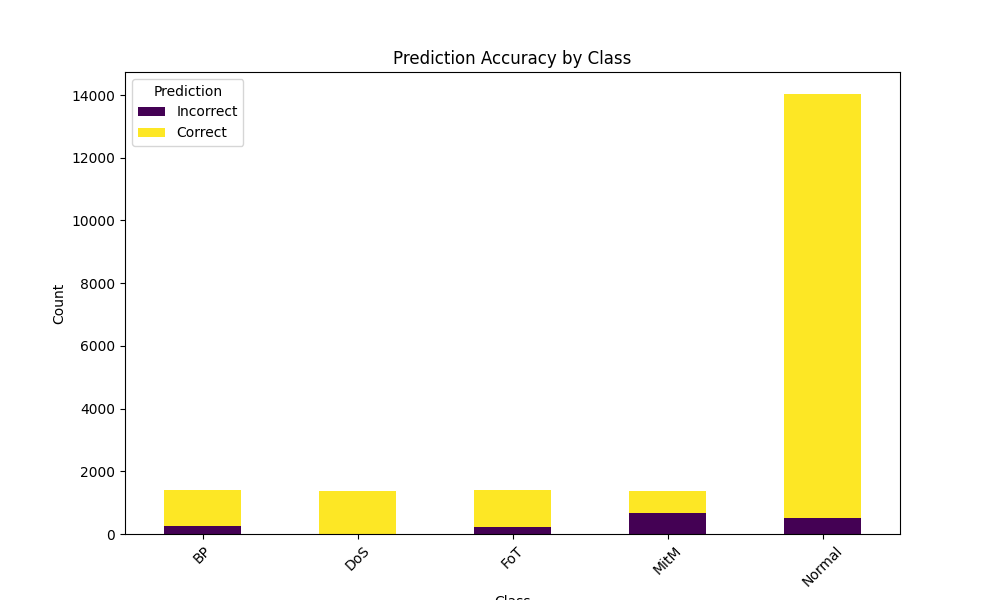 Prediction Accuracy by Class
Prediction
Incorrect
Correct
14000
12000
10000
8000
6000
4000
2000
0
Count
BP
DoS
FoT
MitM
Normal
Class